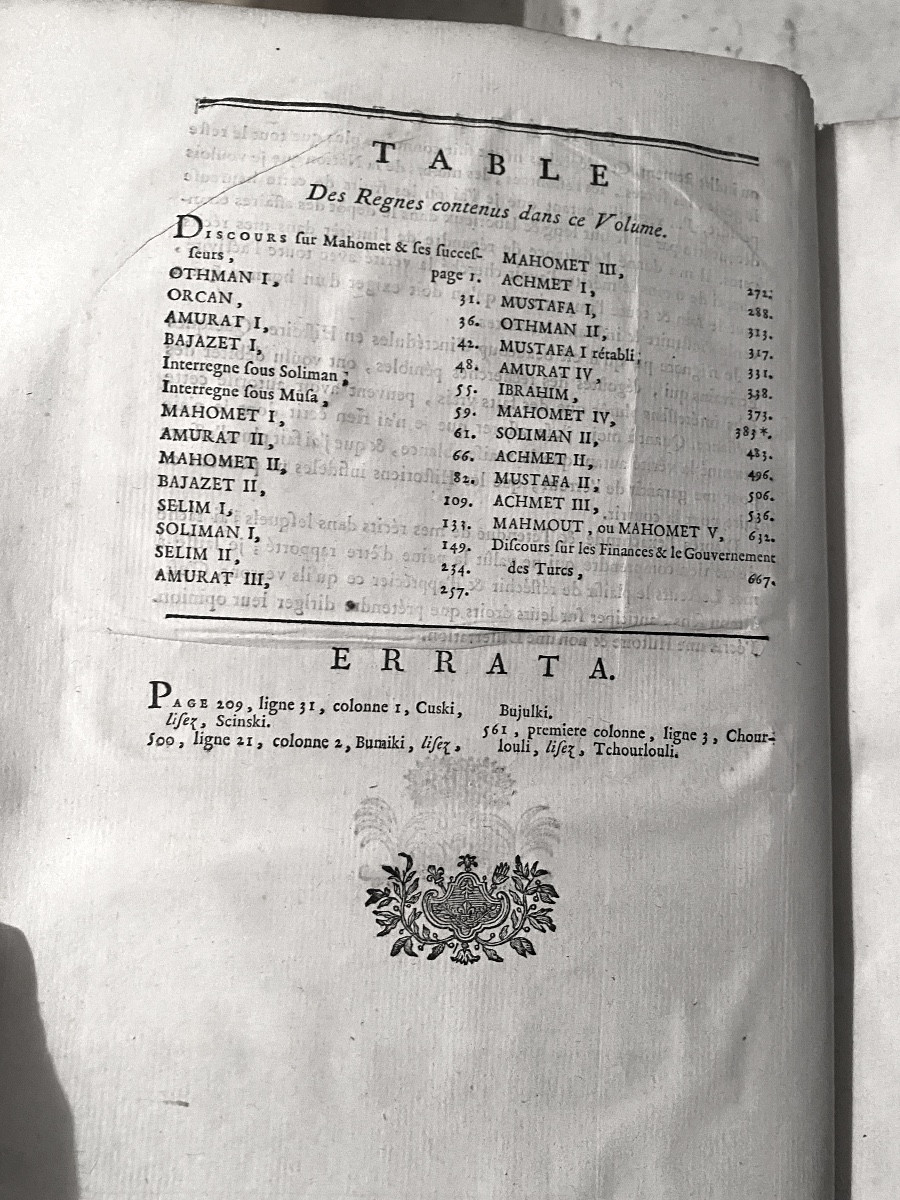 TABLE
Des Regnes contenus dans ce Volume.
DISCOURS ſur Mahomet & ſes ſucceſ-
ſeurs, page 1.
OTHMAN I, 31.
ORCAN, 36.
AMURAT I, 42.
BAJAZET I, 48.
Interregne ſous Soliman, 55.
Interregne ſous Muſa, 59.
MAHOMET I, 61.
AMURAT II, 66.
MAHOMET II, 82.
BAJAZET II, 109.
SELIM I, 133.
SOLIMAN I, 149.
SELIM II, 234.
AMURAT III, 257.
MAHOMET III, 272.
ACHMET I, 288.
MUSTAFA I, 313.
OTHMAN II, 317.
MUSTAFA I rétabli, 331.
AMURAT IV, 338.
IBRAHIM, 373.
MAHOMET IV, 383*.
SOLIMAN II, 483.
ACHMET II, 496.
MUSTAFA II, 506.
ACHMET III, 536.
MAHMOUT, ou MAHOMET V, 632.
Diſcours ſur les Finances & le Gouvernement
des Turcs, 667.
ERRATA.
PAGE 209, ligne 31, colonne 1, Cuski,
liſez, Scinski.
500, ligne 21, colonne 2, Bumiki, liſez,
Bujulki.
561, premiere colonne, ligne 3, Chour-
louli, liſez, Tchourlouli.